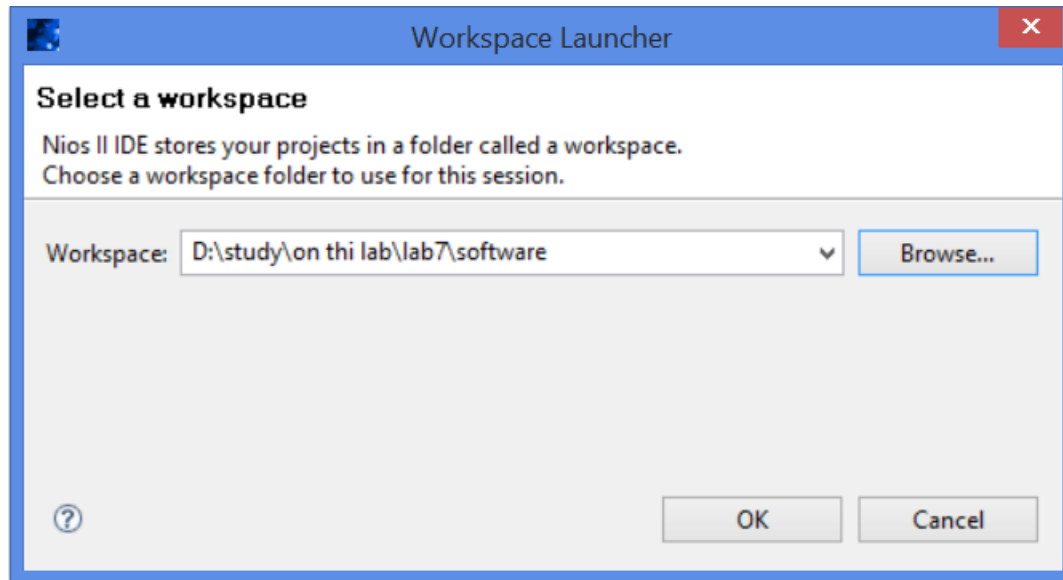 Workspace Launcher
Select a workspace
Nios II IDE stores your projects in a folder called a workspace.
Choose a workspace folder to use for this session.
Workspace: D:\study\on thi lab\lab7\software Browse...
OK Cancel